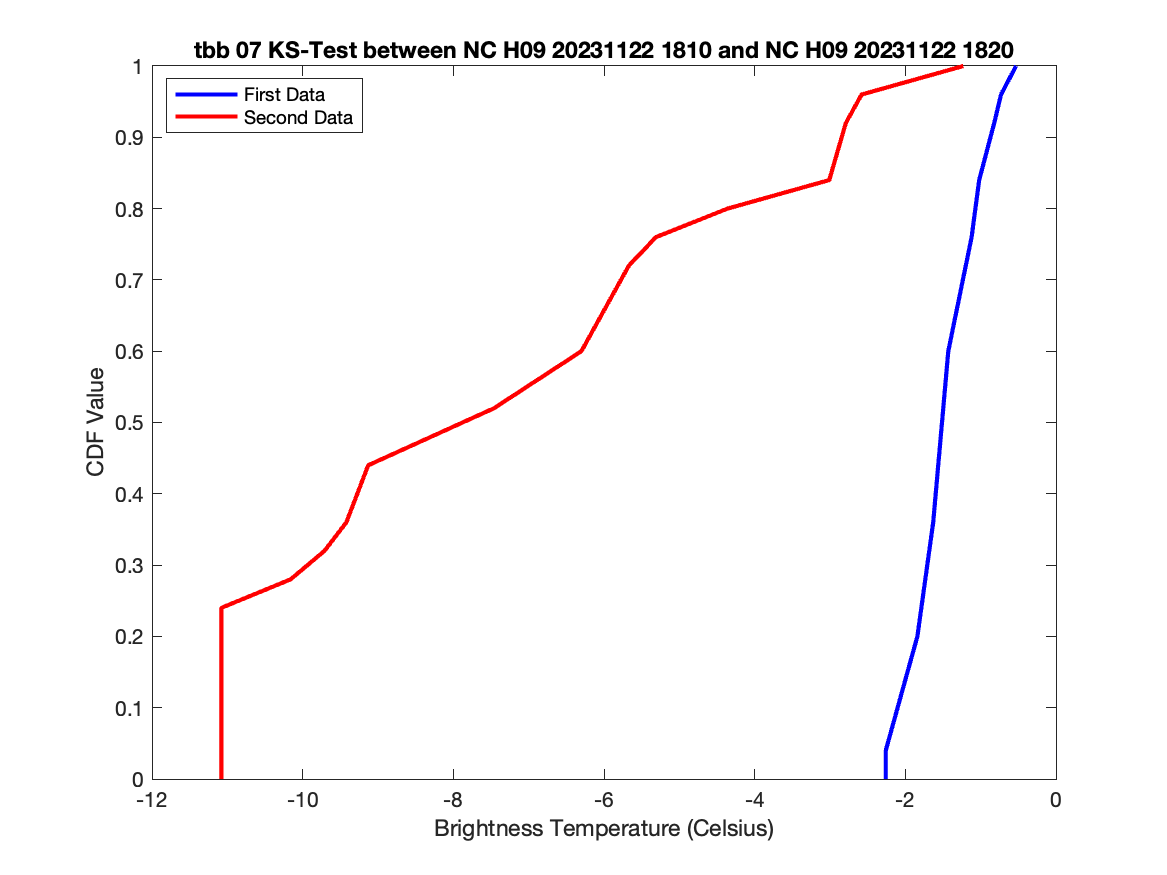 tbb 07 KS-Test between NC H09 20231122 1810 and NC H09 20231122 1820
First Data
Second Data
1
0.9
0.8
0.7
0.6
0.5
0.4
0.3
0.2
0.1
0
CDF Value
-12 -10 -8 -6 -4 -2 0
Brightness Temperature (Celsius)